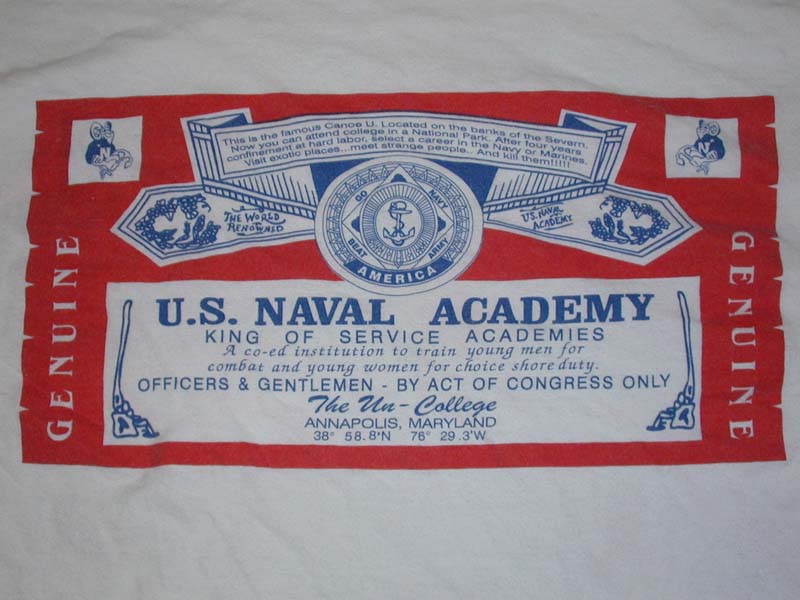 This is the famous Canoe U. Located on the banks of the Severn.
Now you can attend college in a National Park. After four years
confinement at hard labor, select a career in the Navy or Marines.
Visit exotic places...meet strange people.. And kill them!!!!!
N
N
THE WORLD
RENOWNED
GO NAVY
BEAT ARMY
AMERICA
U.S. NAVAL
ACADEMY
GENUINE
GENUINE
U.S. NAVAL ACADEMY
KING OF SERVICE ACADEMIES
A co-ed institution to train young men for
combat and young women for choice shore duty.
OFFICERS & GENTLEMEN - BY ACT OF CONGRESS ONLY
The Un-College
ANNAPOLIS, MARYLAND
38° 58.8'N 76° 29.3'W
A
A